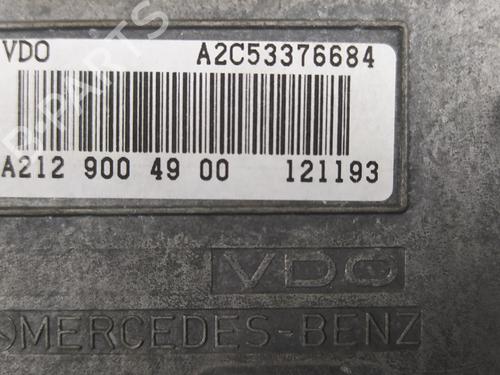 VDO A2C53376684
A212 900 49 00 121193
VDO
MERCEDES-BENZ